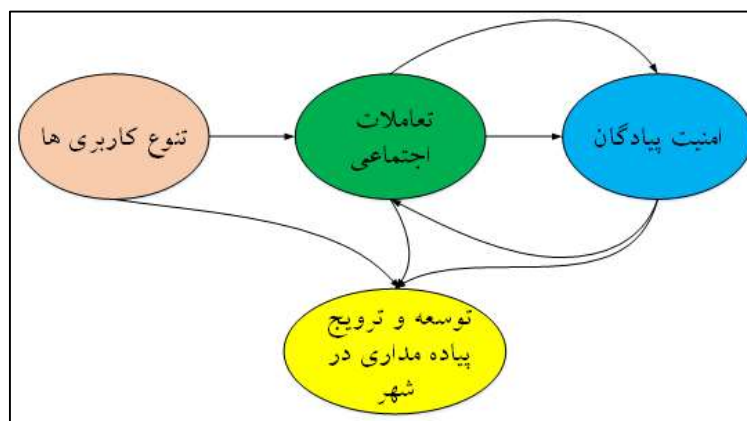 تنوع کاربری ها
تعاملات
اجتماعی
امنیت پیادگان
توسعه و ترویج
پیاده مداری در
شهر